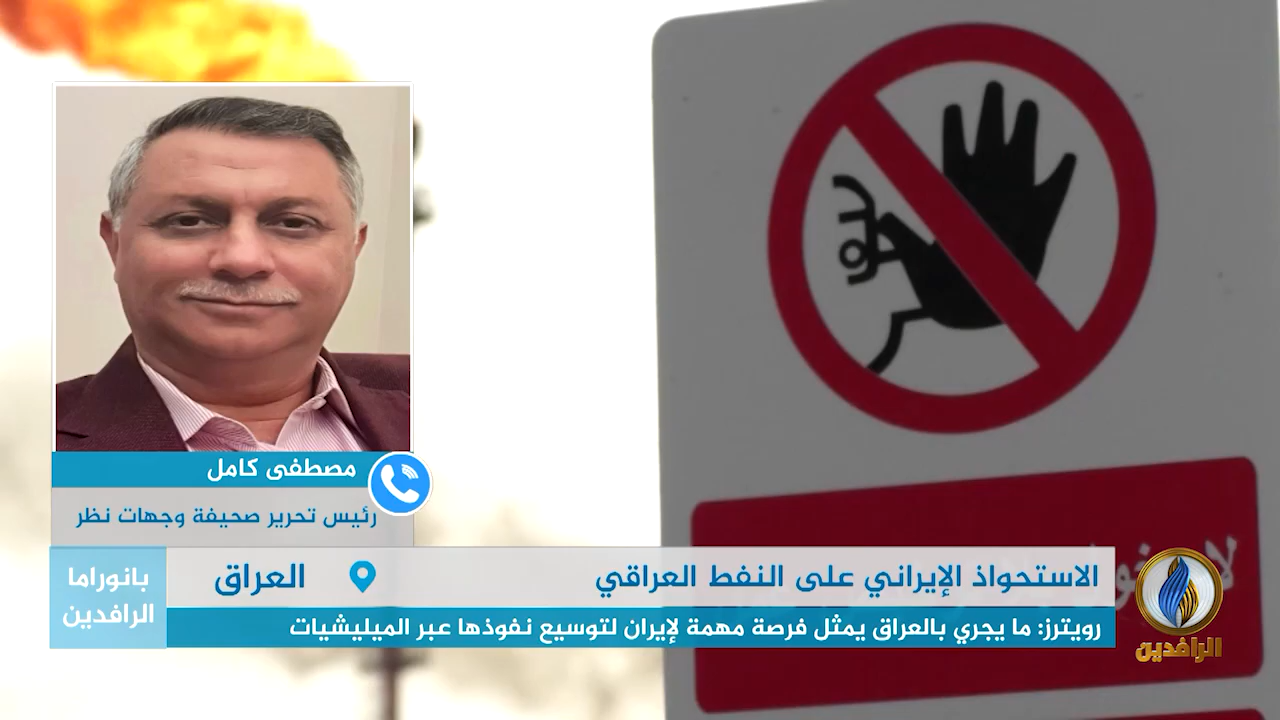 مصطفى كامل
رئيس تحرير صحيفة وجهات نظر
الاستحواذ الإيراني على النفط العراقي
العراق
رويترز: ما يجري بالعراق يمثل فرصة مهمة لإيران لتوسيع نفوذها عبر الميليشيات
بانوراما
الرافدين
الرافدين